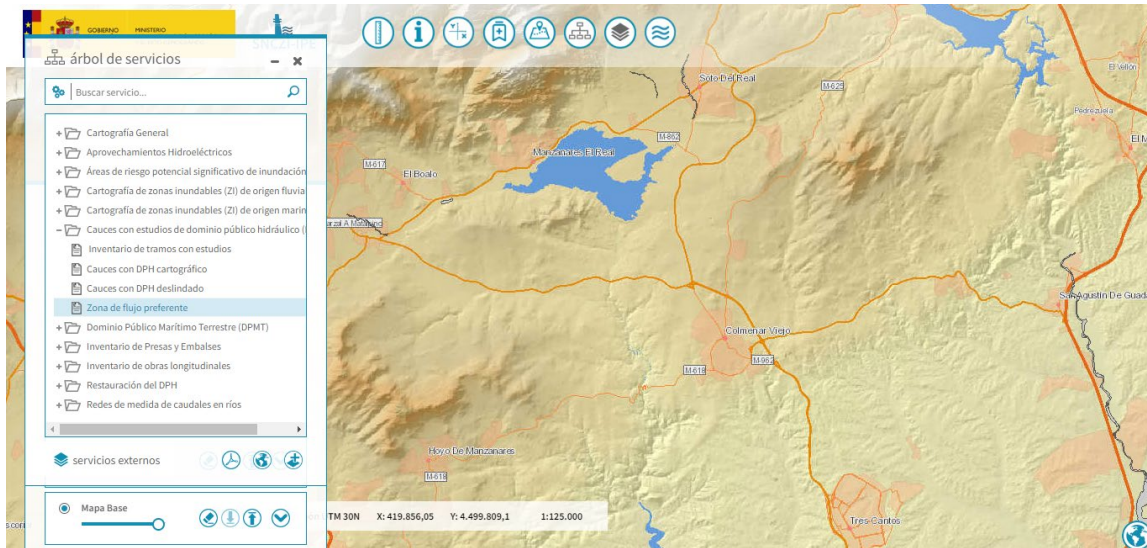 GOBIERNO MINISTERIO
SNCZI-IPE
árbol de servicios
Buscar servicio...
+ Cartografía General
+ Aprovechamientos Hidroeléctricos
+ Áreas de riesgo potencial significativo de inundación
+ Cartografía de zonas inundables (ZI) de origen fluvia
+ Cartografía de zonas inundables (ZI) de origen marin
– Cauces con estudios de dominio público hidráulico (
Inventario de tramos con estudios
Cauces con DPH cartográfico
Cauces con DPH deslindado
Zona de flujo preferente
+ Dominio Público Marítimo Terrestre (DPMT)
+ Inventario de Presas y Embalses
+ Inventario de obras longitudinales
+ Restauración del DPH
+ Redes de medida de caudales en ríos
servicios externos
Mapa Base
TM 30N X: 419.856,05 Y: 4.499.809,1 1:125.000
Soto Del Real
M-625
El Vellón
Pedrezuela
M-862
Manzanares El Real
M-617
El Boalo
San Agustin De Guad
Colmenar Viejo
M-962
M-618
Hoyo De Manzanares
M-618
Tres Cantos